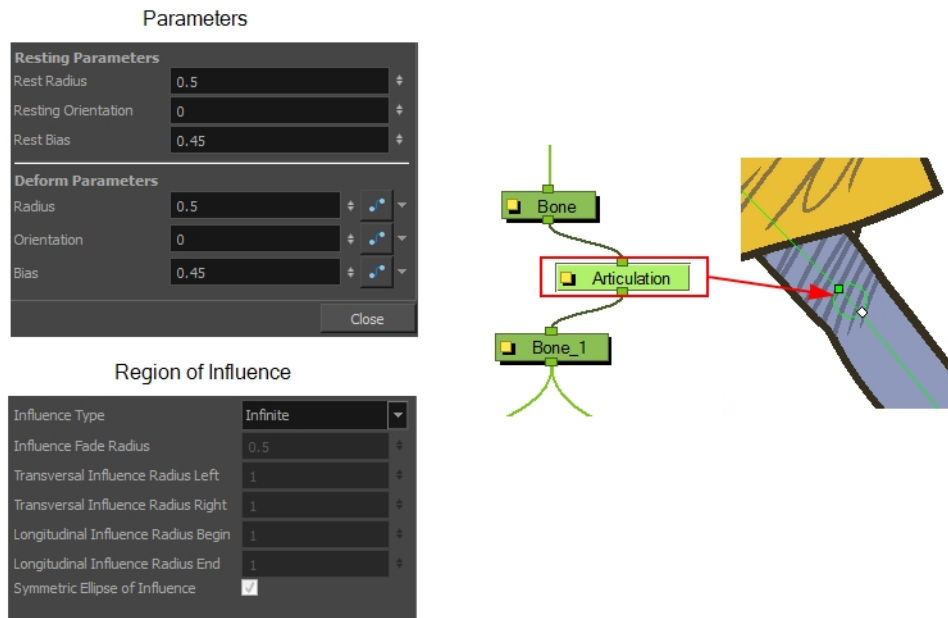 Parameters
Resting Parameters
Rest Radius 0.5
Resting Orientation 0
Rest Bias 0.45
Deform Parameters
Radius 0.5
Orientation 0
Bias 0.45
Close
Region of Influence
Influence Type Infinite
Influence Fade Radius 0.5
Transversal Influence Radius Left 1
Transversal Influence Radius Right 1
Longitudinal Influence Radius Begin 1
Longitudinal Influence Radius End 1
Symmetric Ellipse of Influence
Bone
Articulation
Bone_1